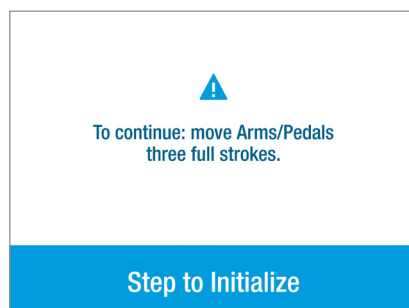 To continue: move Arms/Pedals
three full strokes.
Step to Initialize